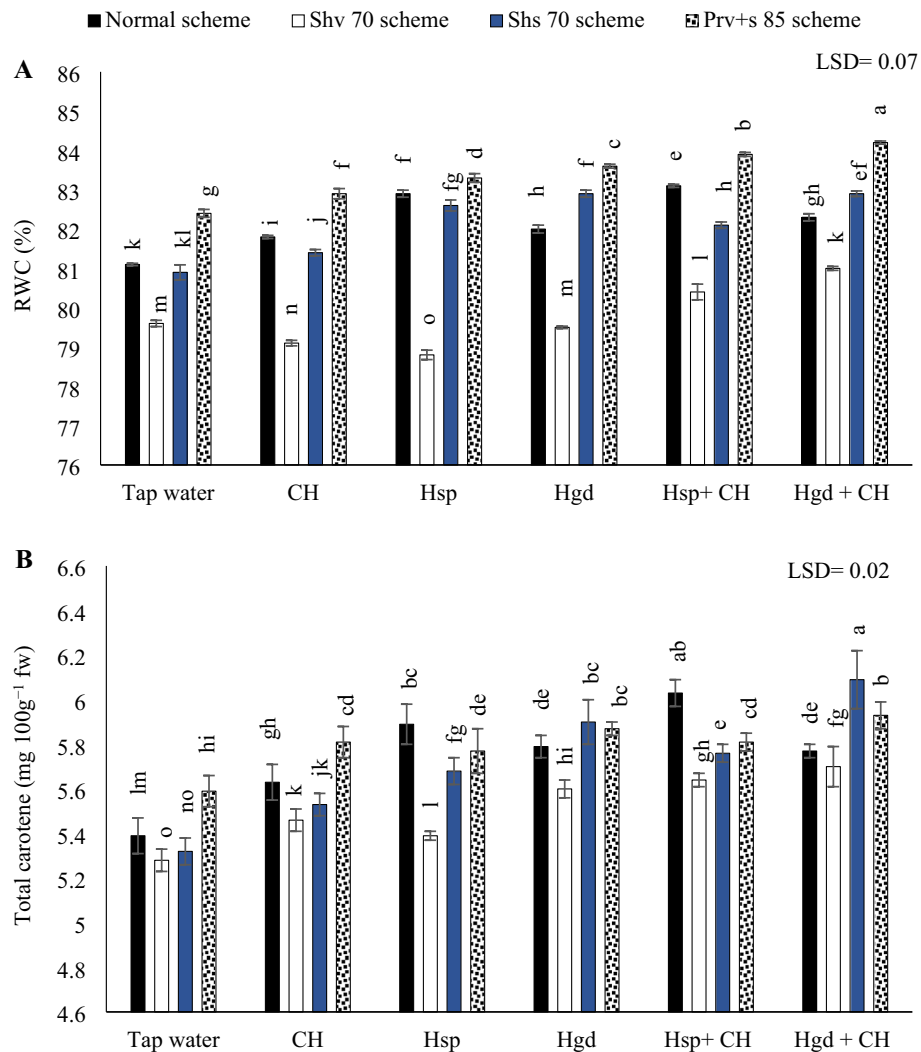 Normal scheme Shv 70 scheme Shs 70 scheme Prv+s 85 scheme
A
LSD= 0.07
RWC (%)
86
85
84
83
82
81
80
79
78
77
76
k m kl g
i n j f
f o fg d
h m f c
e l h b
gh k ef a
Tap water CH Hsp Hgd Hsp+ CH Hgd + CH
B
LSD= 0.02
Total carotene (mg 100g⁻¹ fw)
6.6
6.4
6.2
6
5.8
5.6
5.4
5.2
5
4.8
4.6
lm o no hi
gh k jk cd
bc l fg de
de hi bc bc
ab gh e cd
de fg a b
Tap water CH Hsp Hgd Hsp+ CH Hgd + CH